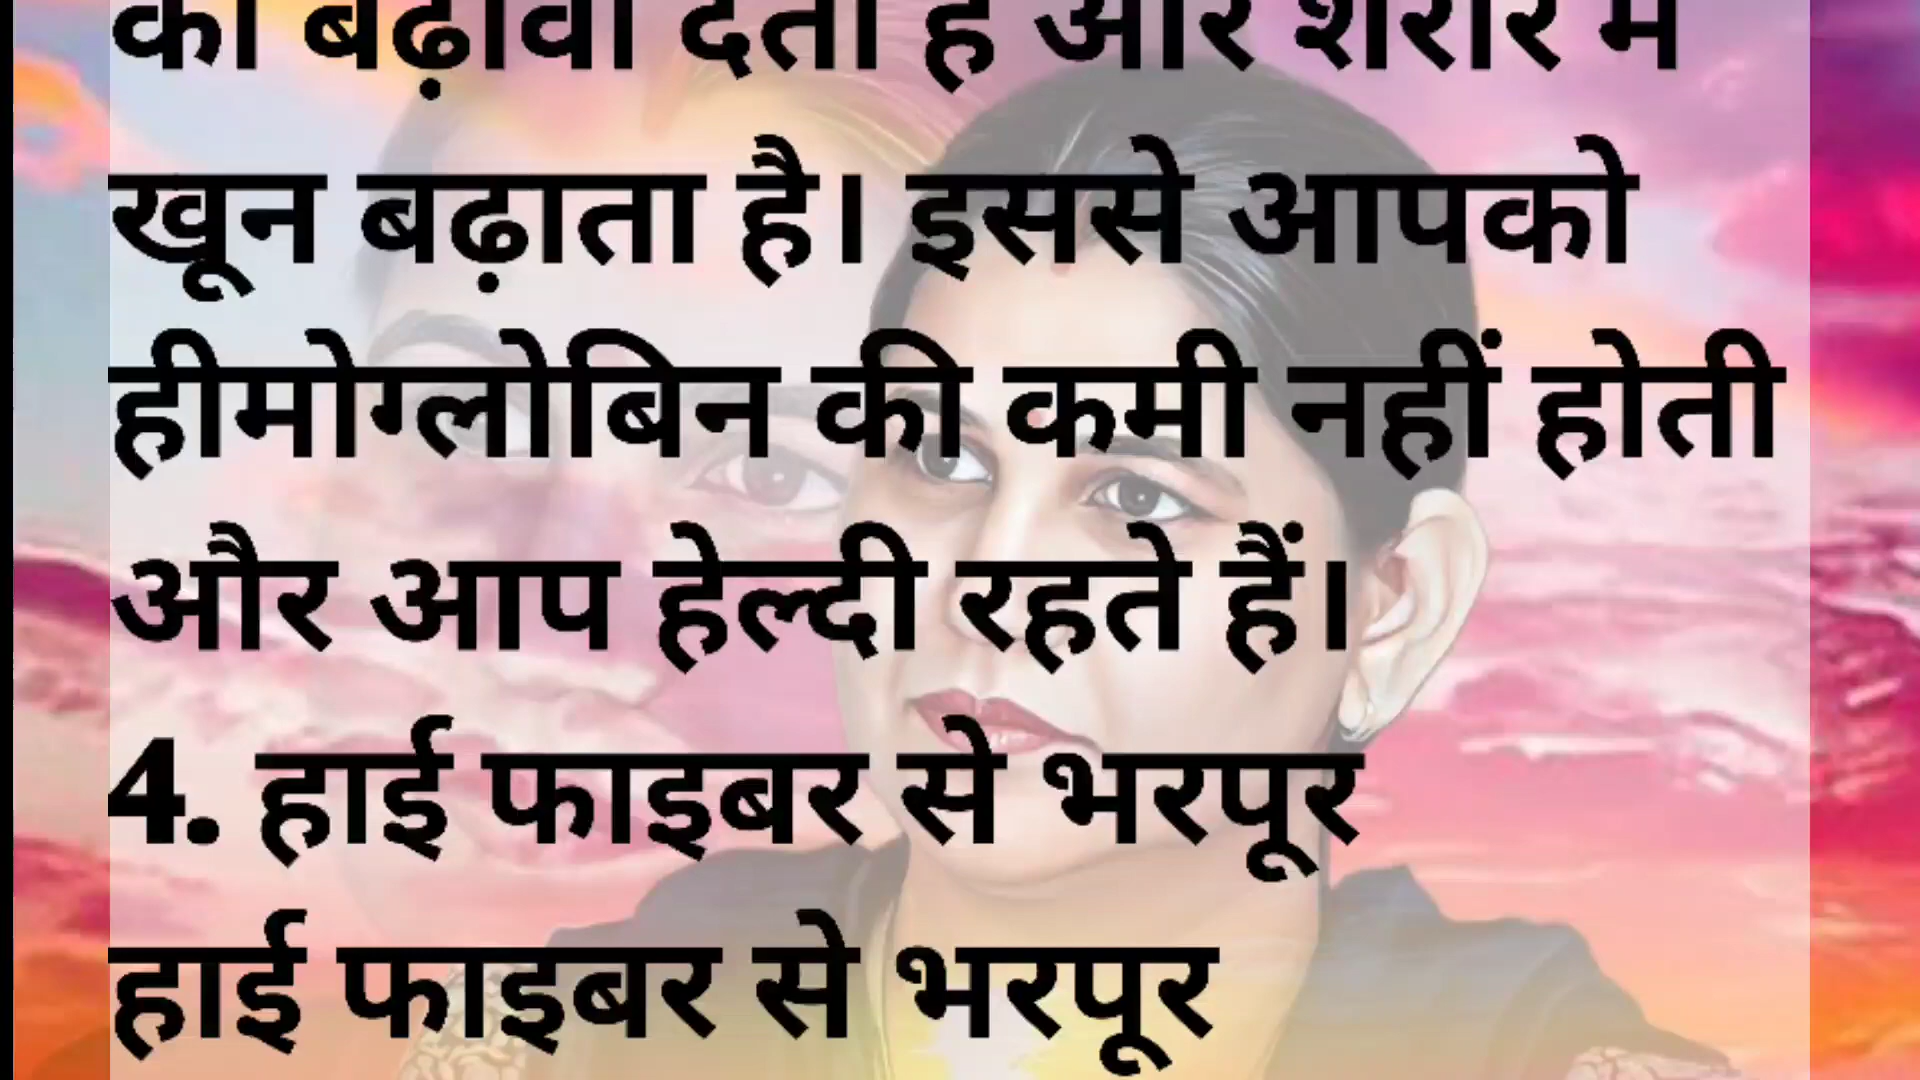 को बढ़ावा देता है और शरीर में
खून बढ़ाता है। इससे आपको
हीमोग्लोबिन की कमी नहीं होती
और आप हेल्दी रहते हैं।
4. हाई फाइबर से भरपूर
हाई फाइबर से भरपूर